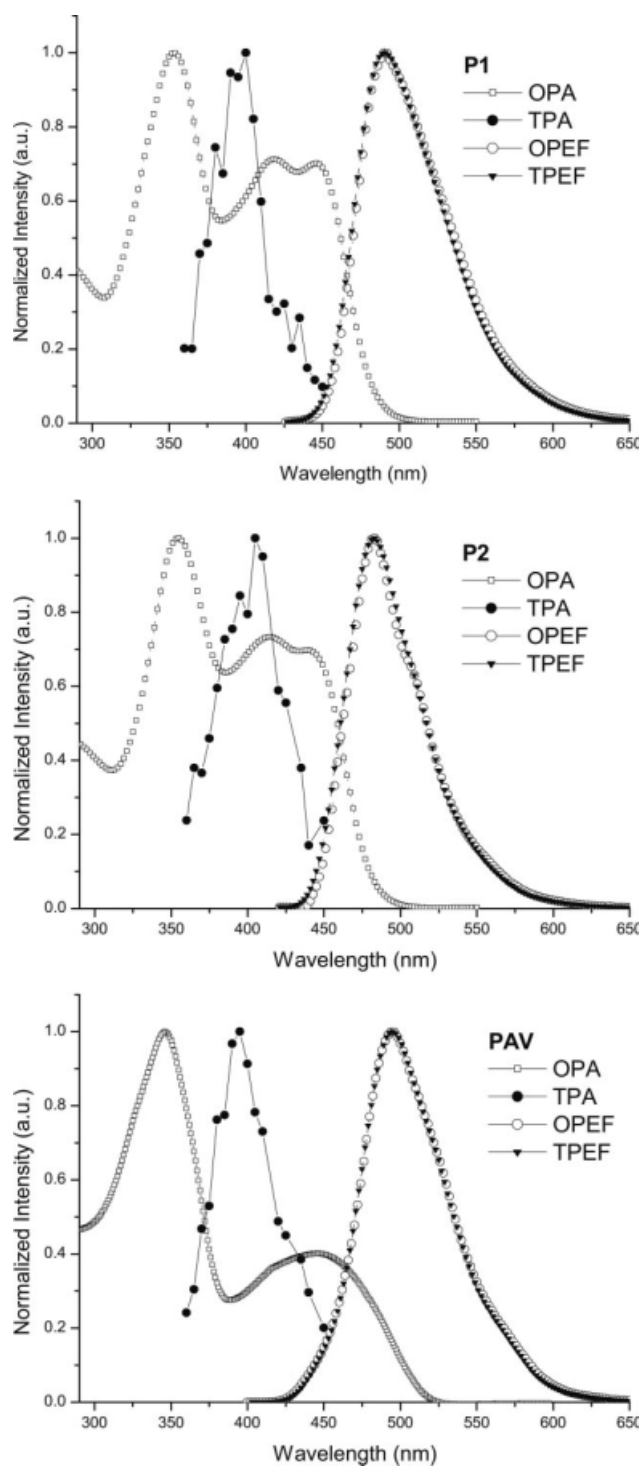 P1
OPA
TPA
OPEF
TPEF
Normalized Intensity (a.u.)
1.0
0.8
0.6
0.4
0.2
0.0
300 350 400 450 500 550 600 650
Wavelength (nm)
P2
OPA
TPA
OPEF
TPEF
Normalized Intensity (a.u.)
1.0
0.8
0.6
0.4
0.2
0.0
300 350 400 450 500 550 600 650
Wavelength (nm)
PAV
OPA
TPA
OPEF
TPEF
Normalized Intensity (a.u.)
1.0
0.8
0.6
0.4
0.2
0.0
300 350 400 450 500 550 600 650
Wavelength (nm)